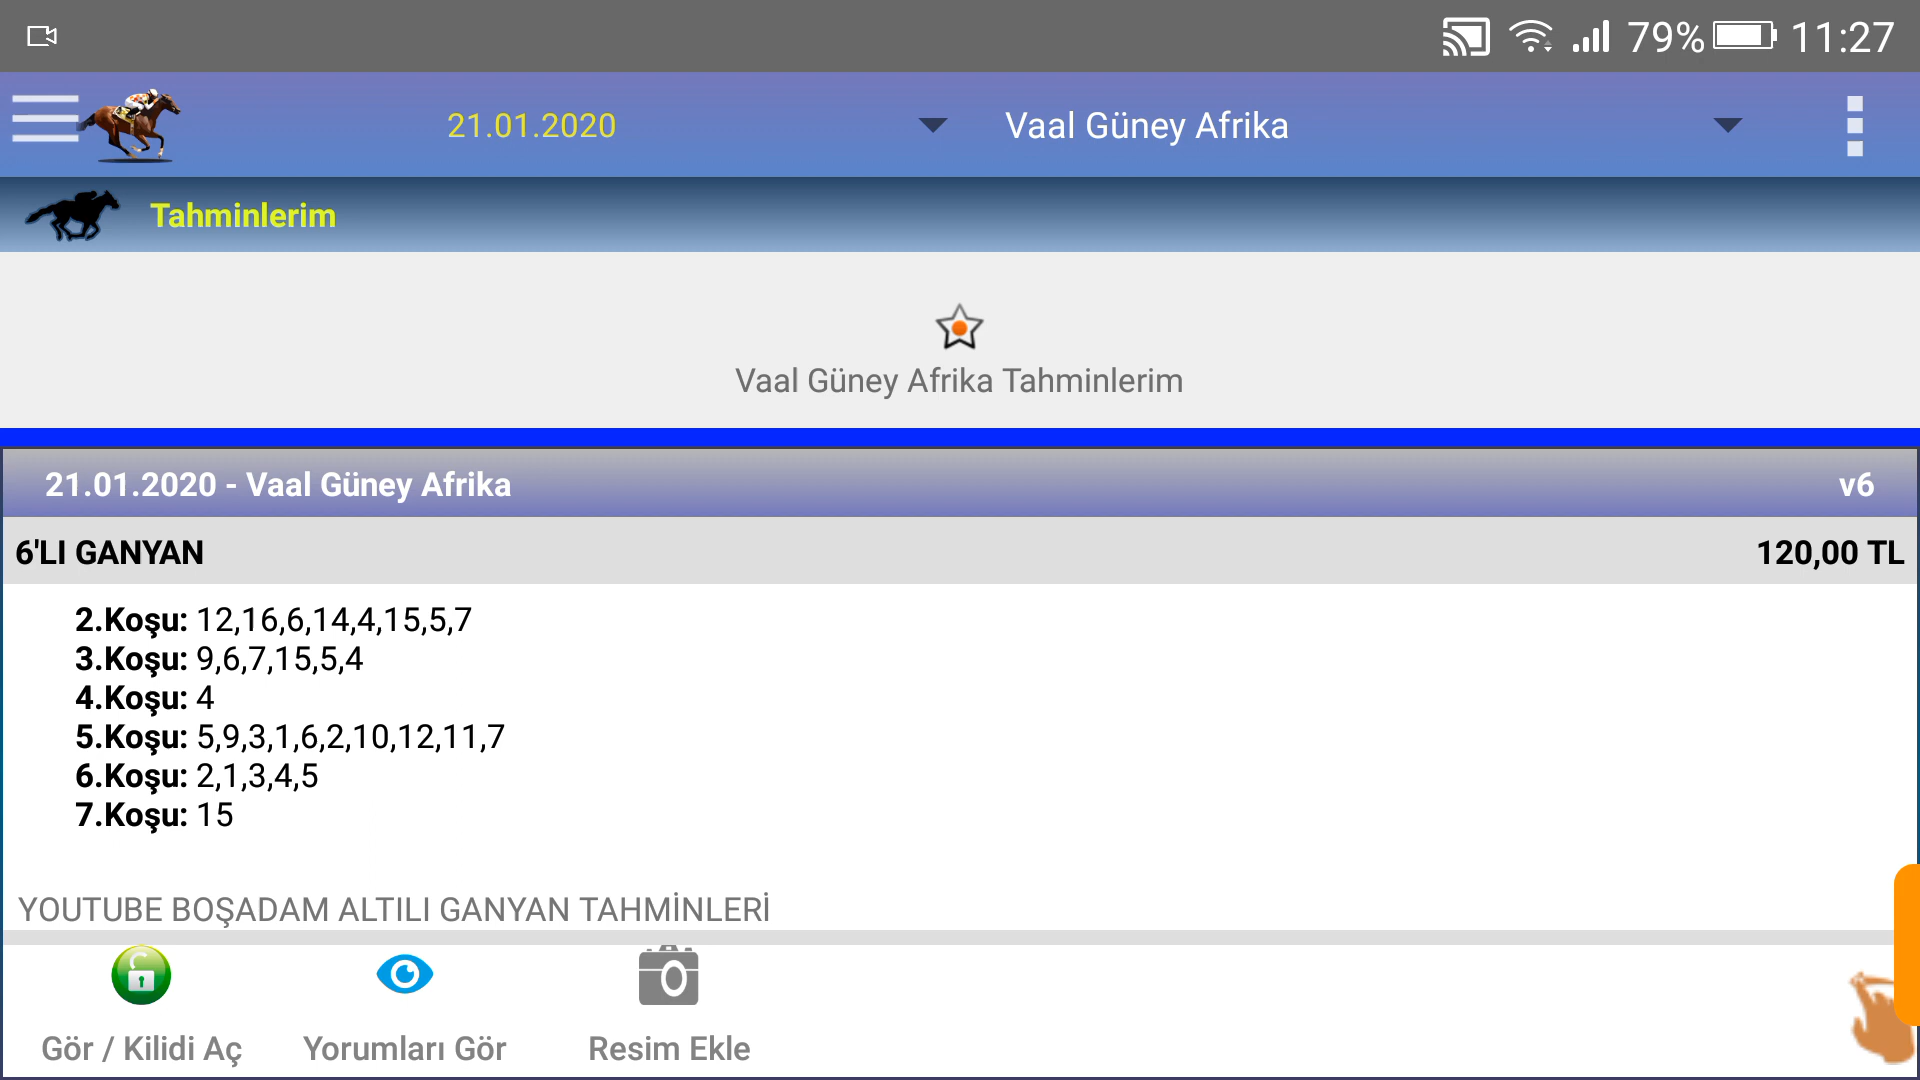 79% 11:27
21.01.2020 Vaal Güney Afrika
Tahminlerim
Vaal Güney Afrika Tahminlerim
21.01.2020 - Vaal Güney Afrika v6
6'LI GANYAN 120,00 TL
2.Koşu: 12,16,6,14,4,15,5,7
3.Koşu: 9,6,7,15,5,4
4.Koşu: 4
5.Koşu: 5,9,3,1,6,2,10,12,11,7
6.Koşu: 2,1,3,4,5
7.Koşu: 15
YOUTUBE BOŞADAM ALTILI GANYAN TAHMİNLERİ
Gör / Kilidi Aç Yorumları Gör Resim Ekle